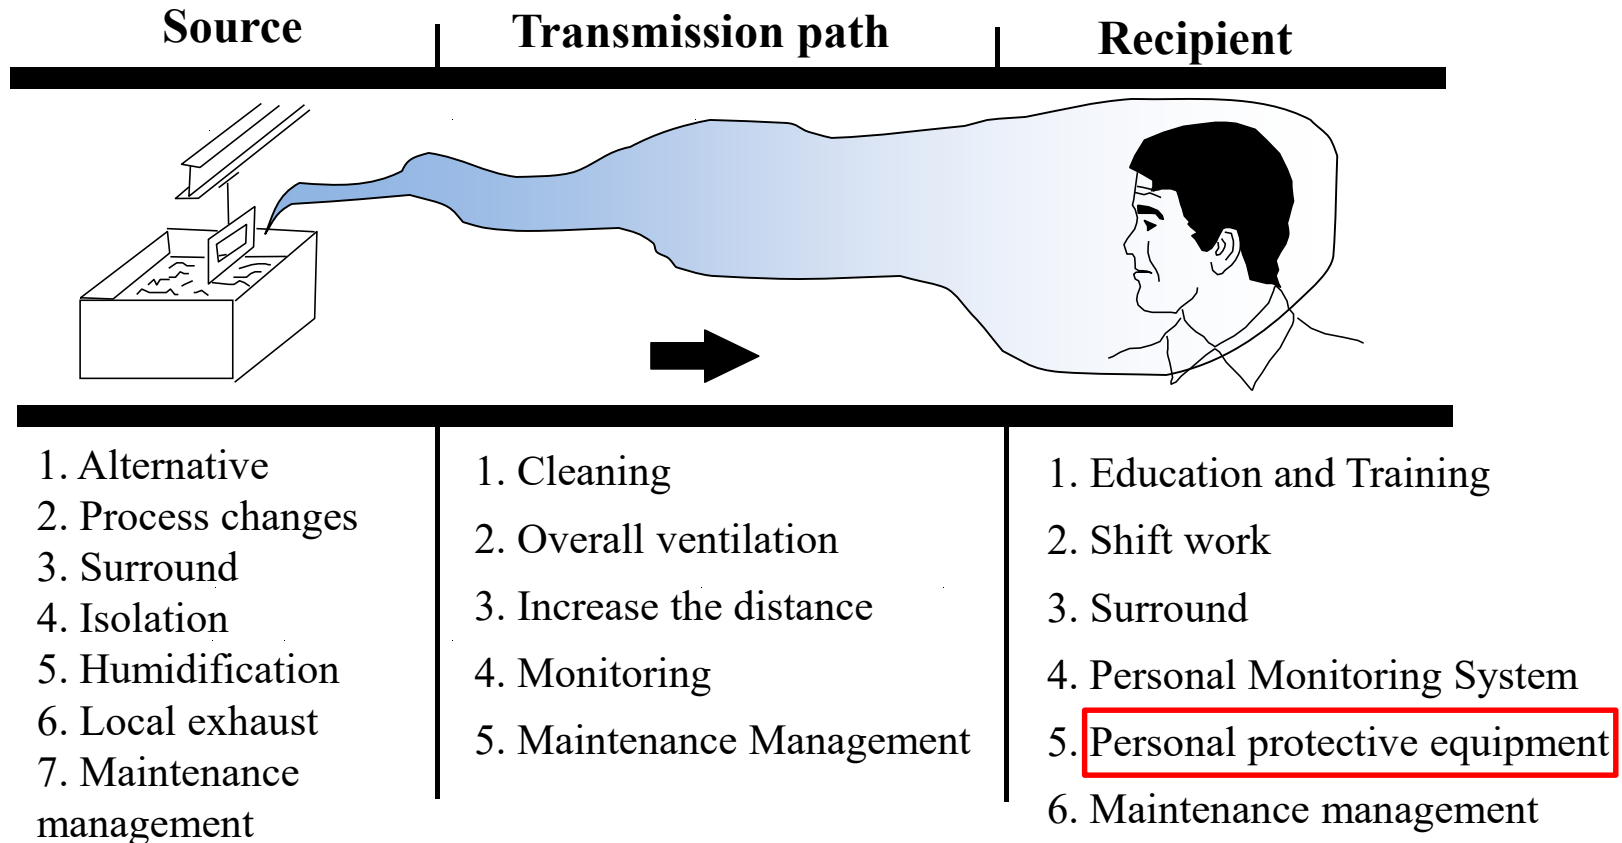 Source
Transmission path
Recipient
1. Alternative
2. Process changes
3. Surround
4. Isolation
5. Humidification
6. Local exhaust
7. Maintenance
management
1. Cleaning
2. Overall ventilation
3. Increase the distance
4. Monitoring
5. Maintenance Management
1. Education and Training
2. Shift work
3. Surround
4. Personal Monitoring System
5. Personal protective equipment
6. Maintenance management